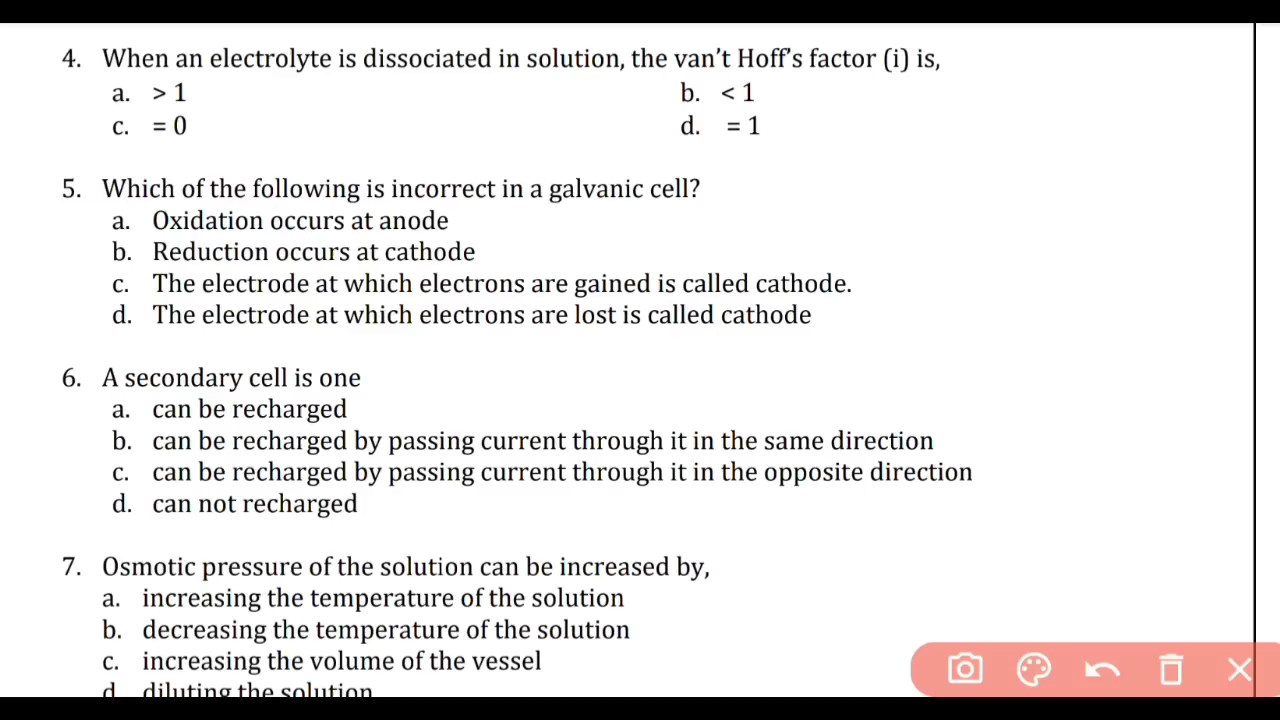 4. When an electrolyte is dissociated in solution, the van’t Hoff’s factor (i) is,
a. > 1 b. < 1
c. = 0 d. = 1
5. Which of the following is incorrect in a galvanic cell?
a. Oxidation occurs at anode
b. Reduction occurs at cathode
c. The electrode at which electrons are gained is called cathode.
d. The electrode at which electrons are lost is called cathode
6. A secondary cell is one
a. can be recharged
b. can be recharged by passing current through it in the same direction
c. can be recharged by passing current through it in the opposite direction
d. can not recharged
7. Osmotic pressure of the solution can be increased by,
a. increasing the temperature of the solution
b. decreasing the temperature of the solution
c. increasing the volume of the vessel
d diluting the solution